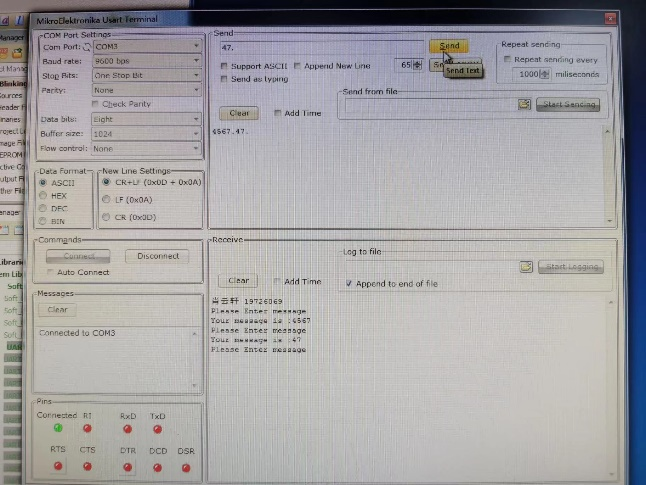 MikroElektronika Usart Terminal
COM Port Settings
Com Port: COM3
Baud rate: 9600 bps
Stop Bits: One Stop Bit
Parity: None
Check Parity
Data bits: Eight
Buffer size: 1024
Flow control: None
Data Format
ASCII
HEX
DEC
BIN
New Line Settings
CR+LF (0x0D + 0x0A)
LF (0x0A)
CR (0x0D)
Commands
Connect
Disconnect
Auto Connect
Messages
Clear
Connected to COM3
Pins
Connected RI RxD TxD
RTS CTS DTR DCD DSR
Send
47.
Send
Support ASCII Append New Line 65
Send as typing
Send Text
Repeat sending
Repeat sending every
1000 miliseconds
Send from file
Start Sending
Clear Add Time
4567.47.
Receive
Log to file
Start Logging
Clear Add Time
Append to end of file
肖云轩 19726069
Please Enter message
Your message is :4567
Please Enter message
Your message is :47
Please Enter message